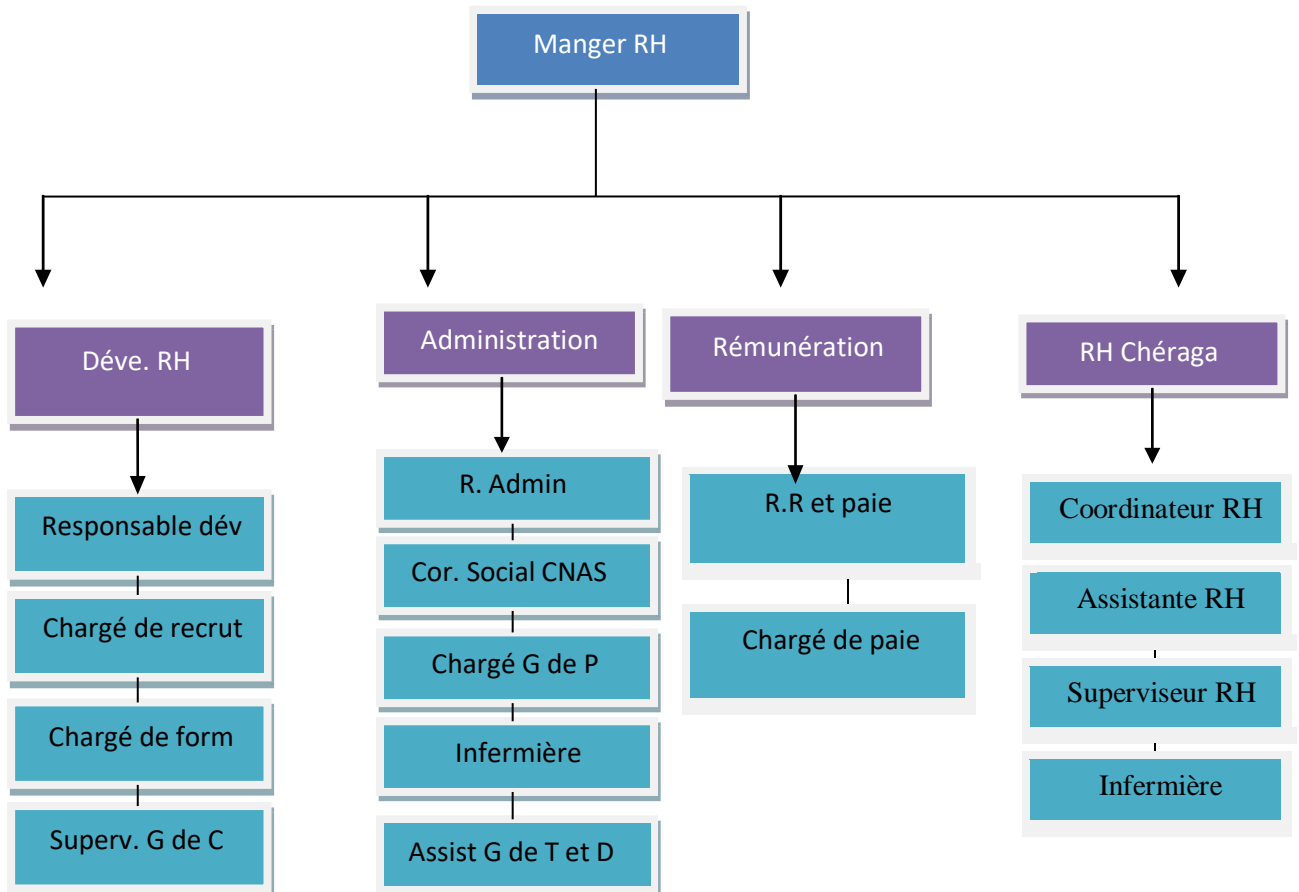 Manger RH
Déve. RH
Administration
Rémunération
RH Chéraga
Responsable dév
Chargé de recrut
Chargé de form
Superv. G de C
R. Admin
Cor. Social CNAS
Chargé G de P
Infermière
Assist G de T et D
R.R et paie
Chargé de paie
Coordinateur RH
Assistante RH
Superviseur RH
Infermière